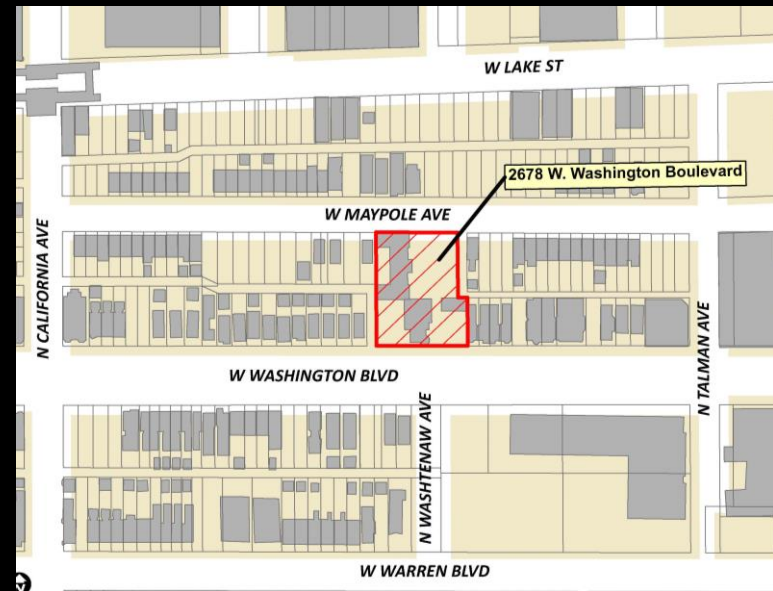 W LAKE ST
2678 W. Washington Boulevard
W MAYPOLE AVE
N CALIFORNIA AVE
N TALMAN AVE
W WASHINGTON BLVD
N WASHTENAW AVE
W WARREN BLVD